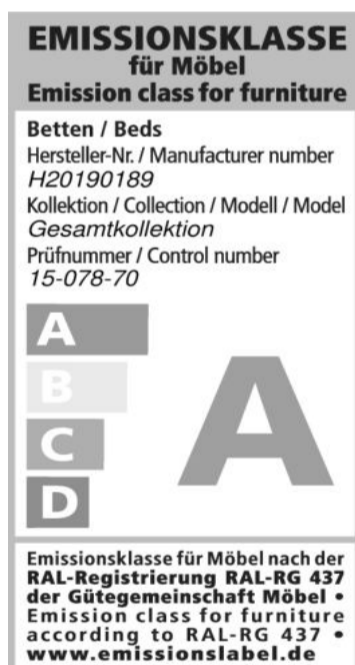 EMISSIONSKLASSE
für Möbel
Emission class for furniture
Betten / Beds
Hersteller-Nr. / Manufacturer number
H20190189
Kollektion / Collection / Modell / Model
Gesamtkollektion
Prüfnummer / Control number
15-078-70
A
B
C
D
A
Emissionsklasse für Möbel nach der
RAL-Registrierung RAL-RG 437
der Gütegemeinschaft Möbel •
Emission class for furniture
according to RAL-RG 437 •
www.emissionslabel.de